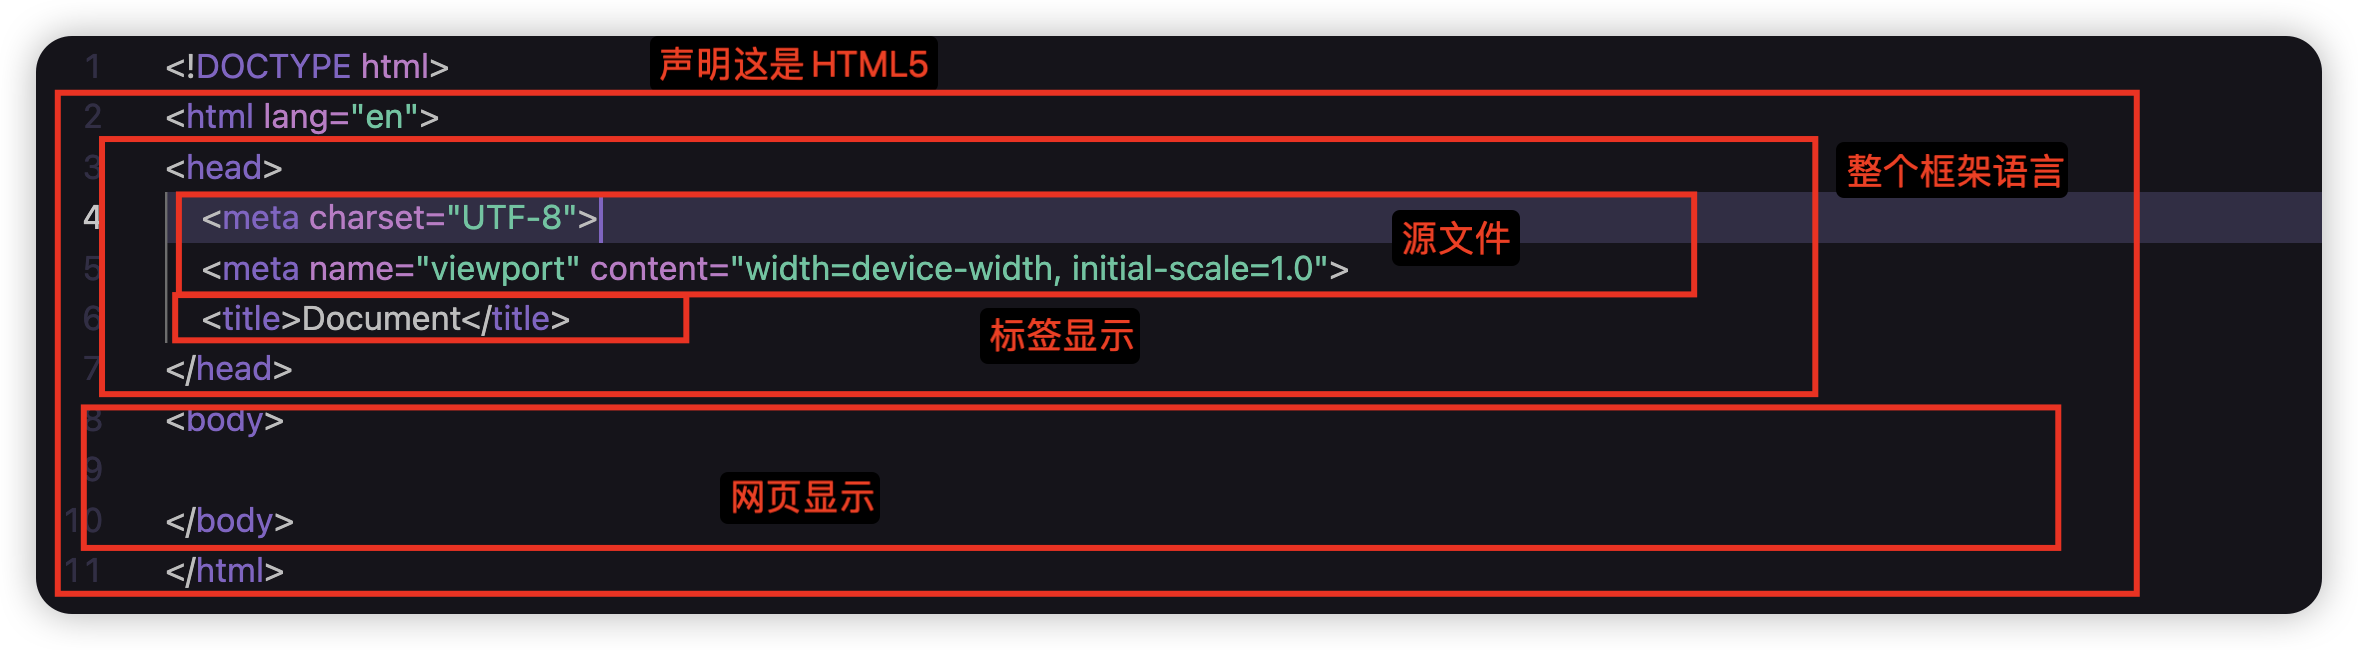 1 <!DOCTYPE html> 声明这是 HTML5
2 <html lang="en">
3 <head> 整个框架语言
4 <meta charset="UTF-8"> 源文件
5 <meta name="viewport" content="width=device-width, initial-scale=1.0">
6 <title>Document</title> 标签显示
7 </head>
8 <body>
9 网页显示
10 </body>
11 </html>